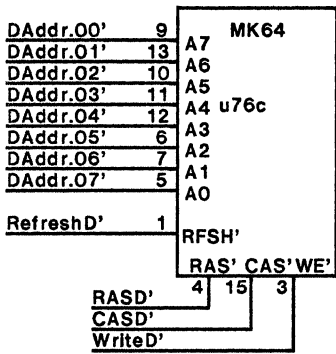 DAddr.00' 9 A7 MK64
DAddr.01' 13 A6
DAddr.02' 10 A5
DAddr.03' 11 A4 u76c
DAddr.04' 12 A3
DAddr.05' 6 A2
DAddr.06' 7 A1
DAddr.07' 5 A0
RefreshD' 1 RFSH'
RAS' CAS' WE'
4 15 3
RASD'
CASD'
WriteD'